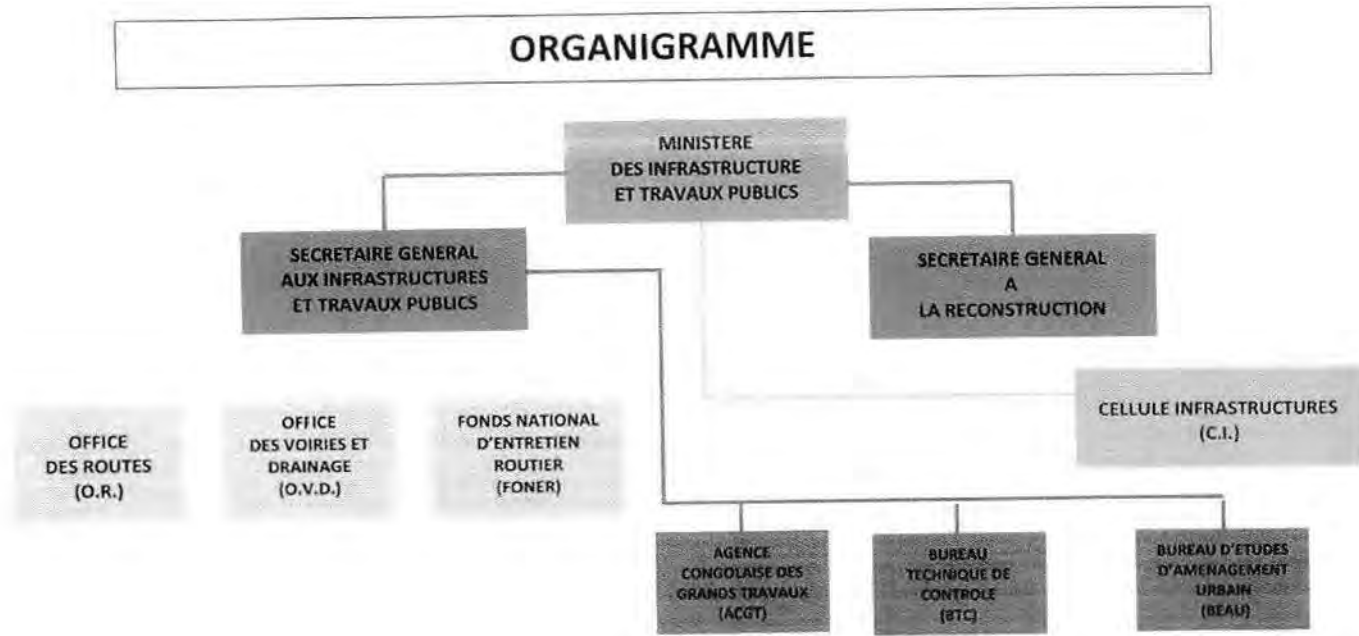 ORGANIGRAMME
MINISTERE
DES INFRASTRUCTURE
ET TRAVAUX PUBLICS
SECRETAIRE GENERAL
AUX INFRASTRUCTURES
ET TRAVAUX PUBLICS
SECRETAIRE GENERAL
A
LA RECONSTRUCTION
CELLULE INFRASTRUCTURES
(C.I.)
OFFICE
DES ROUTES
(O.R.)
OFFICE
DES VOIRIES ET
DRAINAGE
(O.V.D.)
FONDS NATIONAL
D'ENTRETIEN
ROUTIER
(FONER)
AGENCE
CONGOLAISE DES
GRANDS TRAVAUX
(ACGT)
BUREAU
TECHNIQUE DE
CONTROLE
(BTC)
BUREAU D'ETUDES
D'AMENAGEMENT
URBAIN
(BEAU)